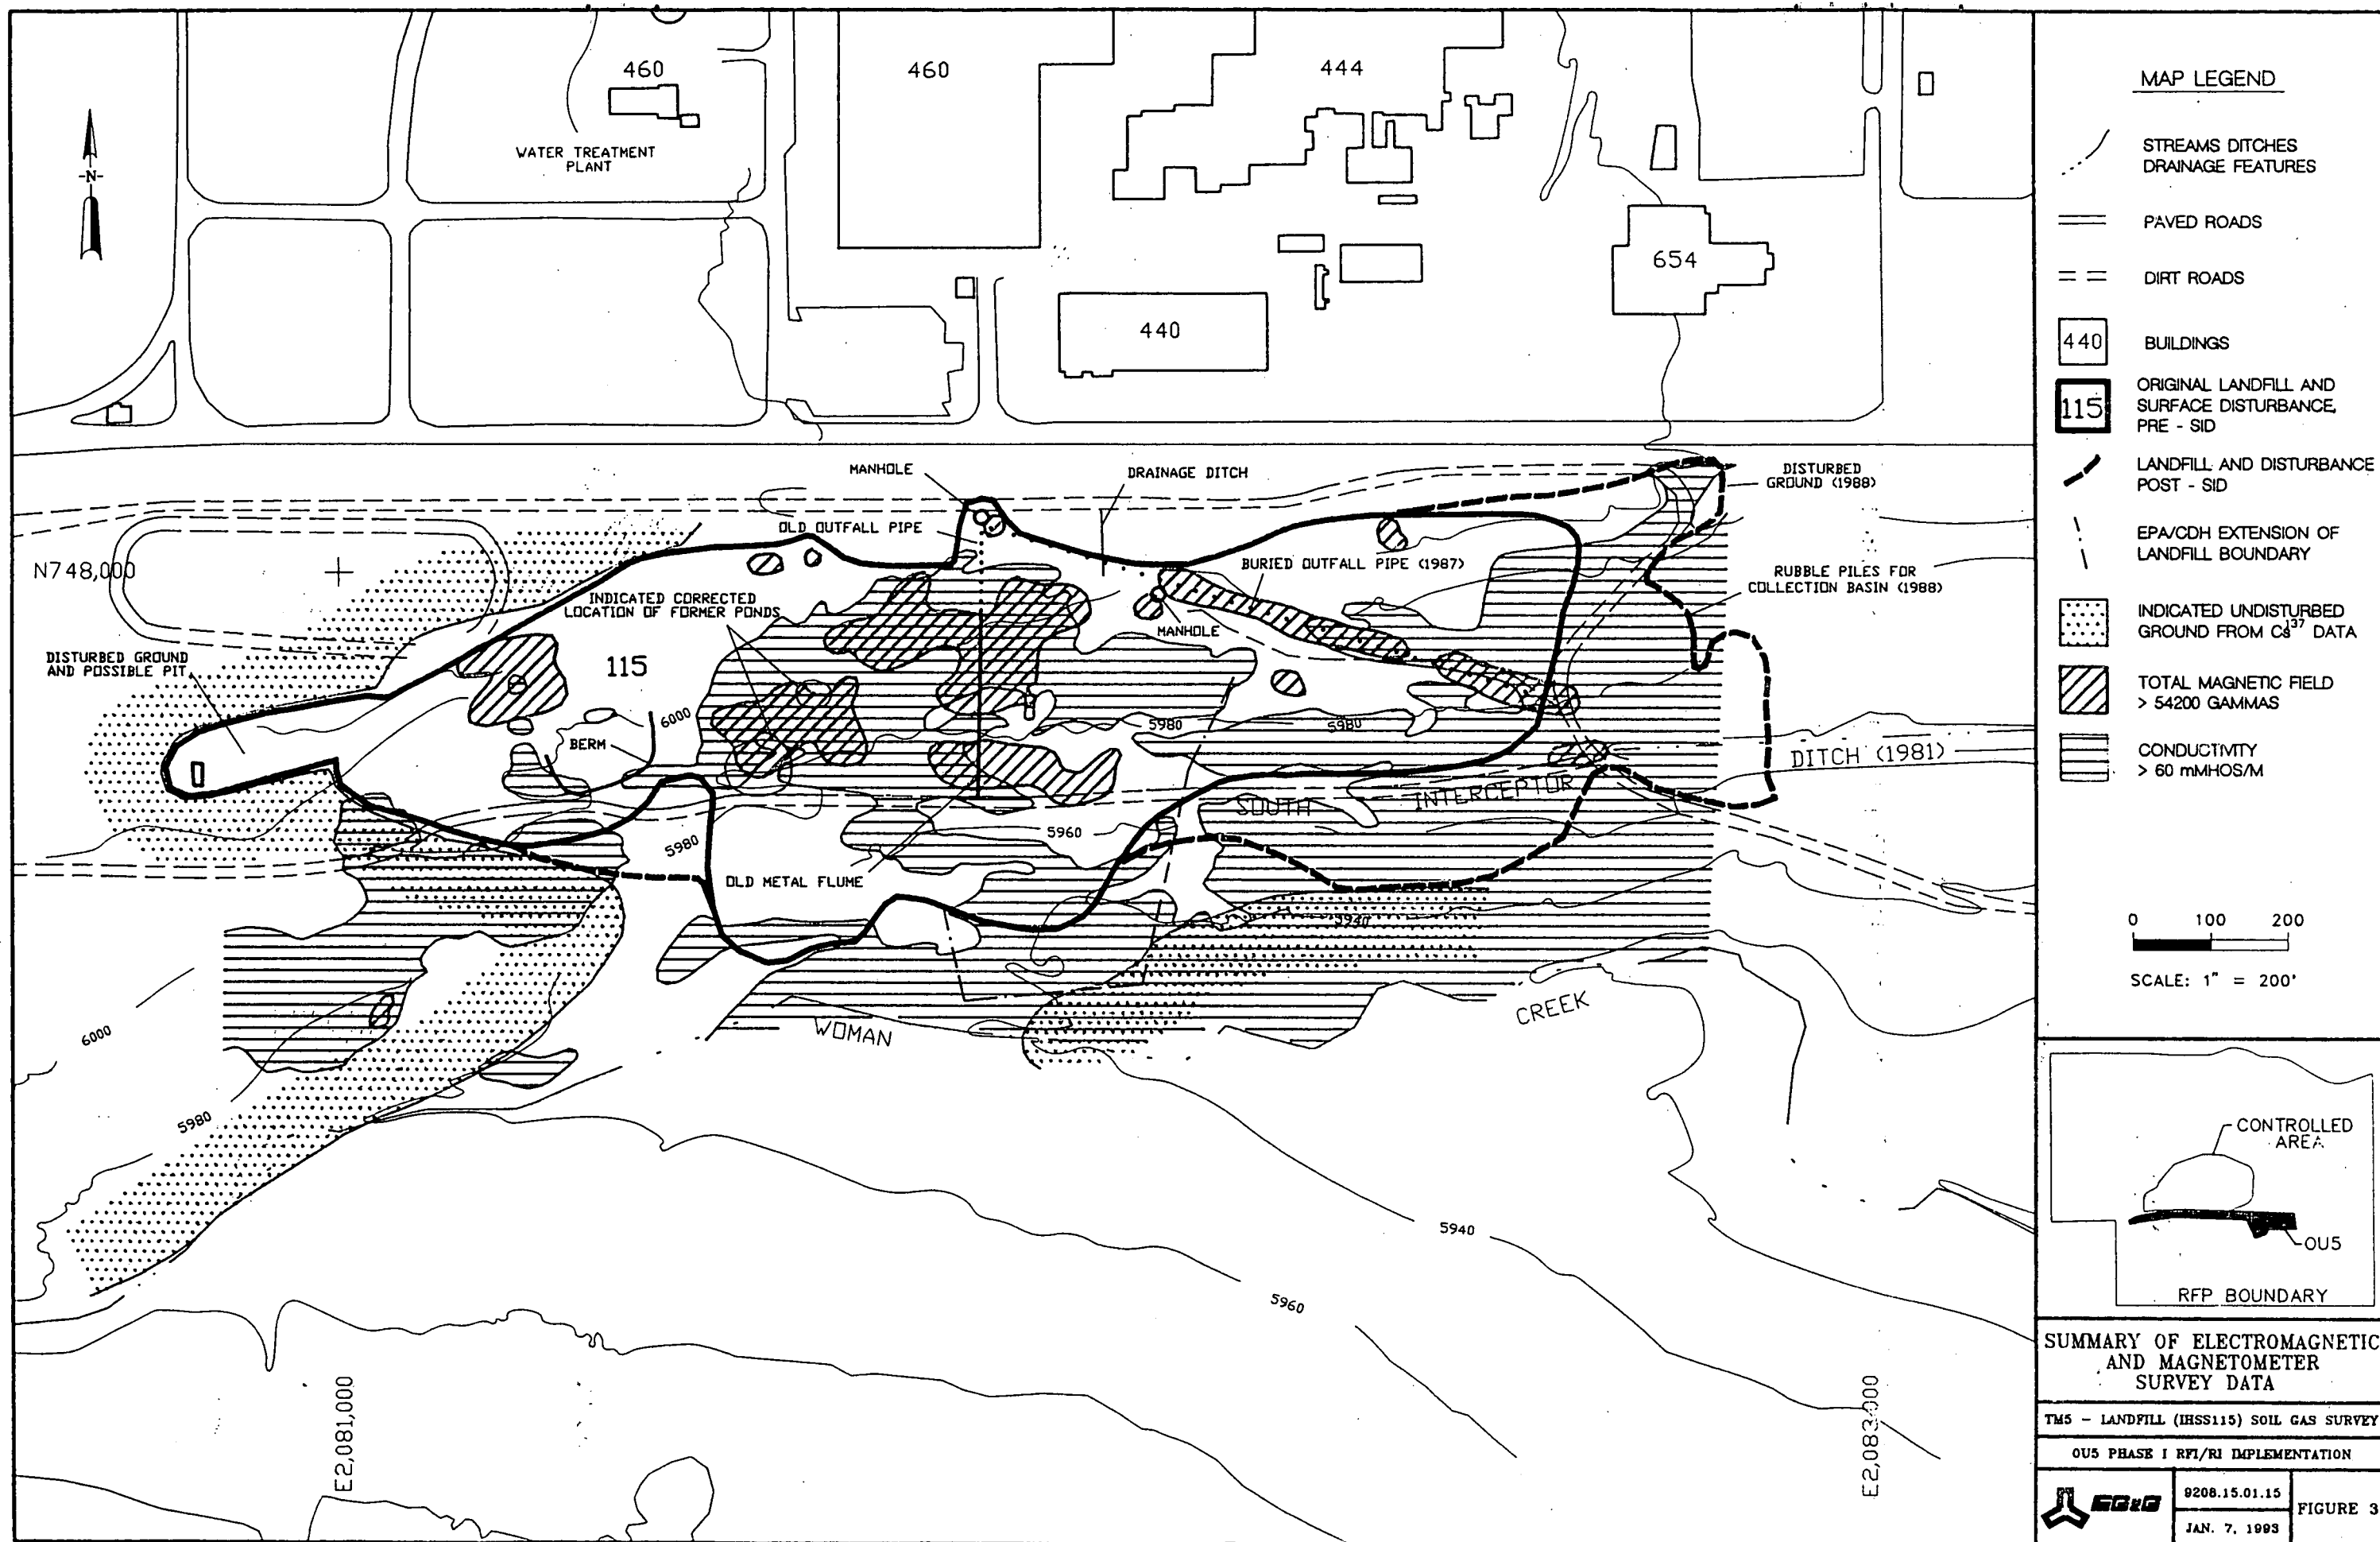 460
460
444
WATER TREATMENT
PLANT
-N-
654
440
MANHOLE
DRAINAGE DITCH
DISTURBED
GROUND (1988)
OLD OUTFALL PIPE
N748,000
BURIED OUTFALL PIPE (1987)
RUBBLE PILES FOR
COLLECTION BASIN (1988)
INDICATED CORRECTED
LOCATION OF FORMER PONDS
MANHOLE
DISTURBED GROUND
AND POSSIBLE PIT
115
6000
5980
5980
BERM
DITCH (1981)
INTERCEPTOR
SOUTH
5960
5980
OLD METAL FLUME
5940
CREEK
WOMAN
6000
5980
5940
5960
E2,081,000
E2,083,000
MAP LEGEND
STREAMS DITCHES
DRAINAGE FEATURES
PAVED ROADS
DIRT ROADS
440
BUILDINGS
115
ORIGINAL LANDFILL AND
SURFACE DISTURBANCE,
PRE - SID
LANDFILL AND DISTURBANCE
POST - SID
EPA/CDH EXTENSION OF
LANDFILL BOUNDARY
INDICATED UNDISTURBED
GROUND FROM Cs137 DATA
TOTAL MAGNETIC FIELD
> 54200 GAMMAS
CONDUCTIVITY
> 60 mMHOS/M
0 100 200
SCALE: 1" = 200'
CONTROLLED
AREA
OU5
RFP BOUNDARY
SUMMARY OF ELECTROMAGNETIC
AND MAGNETOMETER
SURVEY DATA
TM5 - LANDFILL (IHSS115) SOIL GAS SURVEY
OU5 PHASE I RFI/RI IMPLEMENTATION
EG&G
9208.15.01.15
JAN. 7, 1993
FIGURE 3